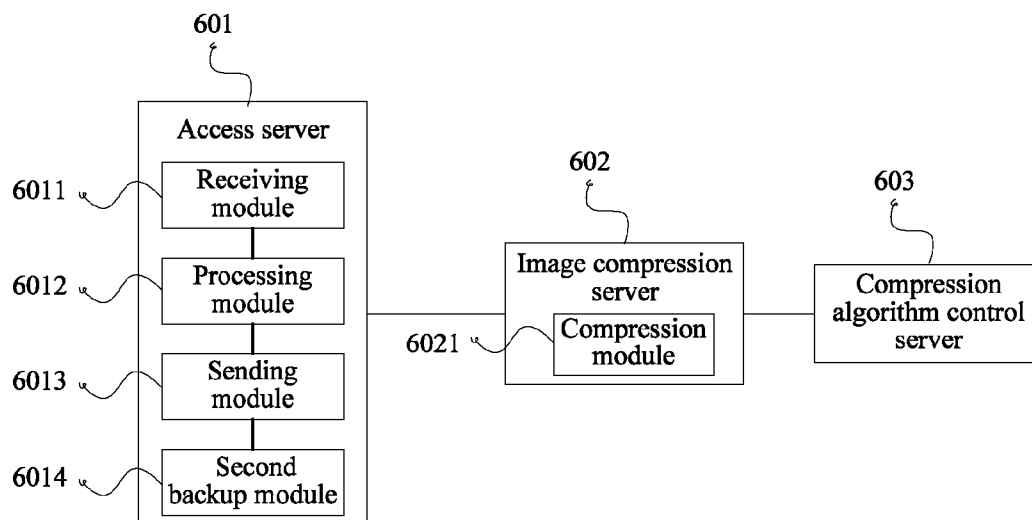 601
Access server
6011
Receiving
module
6012
Processing
module
6013
Sending
module
6014
Second
backup module
602
Image compression
server
6021
Compression
module
603
Compression
algorithm control
server